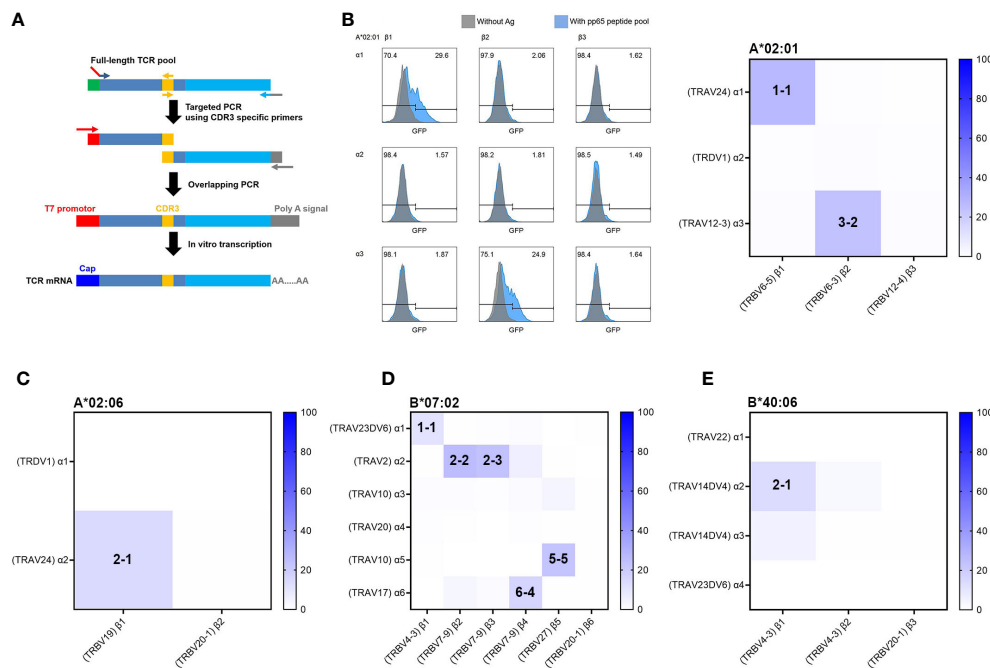 A
Full-length TCR pool
Targeted PCR
using CDR3 specific primers
Overlapping PCR
T7 promotor
CDR3
Poly A signal
In vitro transcription
Cap
TCR mRNA
AA.....AA
B
Without Ag
With pp65 peptide pool
A*02:01
β1
β2
β3
α1
70.4
29.6
97.9
2.06
98.4
1.62
GFP
GFP
GFP
α2
98.4
1.57
98.2
1.81
98.5
1.49
GFP
GFP
GFP
α3
98.1
1.87
75.1
24.9
98.4
1.64
GFP
GFP
GFP
A*02:01
(TRAV24) α1
(TRDV1) α2
(TRAV12-3) α3
1-1
3-2
(TRBV6-5) β1
(TRBV6-3) β2
(TRBV12-4) β3
100
80
60
40
20
0
C
A*02:06
(TRDV1) α1
(TRAV24) α2
2-1
(TRBV19) β1
(TRBV20-1) β2
100
80
60
40
20
0
D
B*07:02
(TRAV23DV6) α1
(TRAV2) α2
(TRAV10) α3
(TRAV20) α4
(TRAV10) α5
(TRAV17) α6
1-1
2-2
2-3
5-5
6-4
(TRBV4-3) β1
(TRBV7-9) β2
(TRBV7-9) β3
(TRBV7-9) β4
(TRBV27) β5
(TRBV20-1) β6
100
80
60
40
20
0
E
B*40:06
(TRAV22) α1
(TRAV14DV4) α2
(TRAV14DV4) α3
(TRAV23DV6) α4
2-1
(TRBV4-3) β1
(TRBV4-3) β2
(TRBV20-1) β3
100
80
60
40
20
0